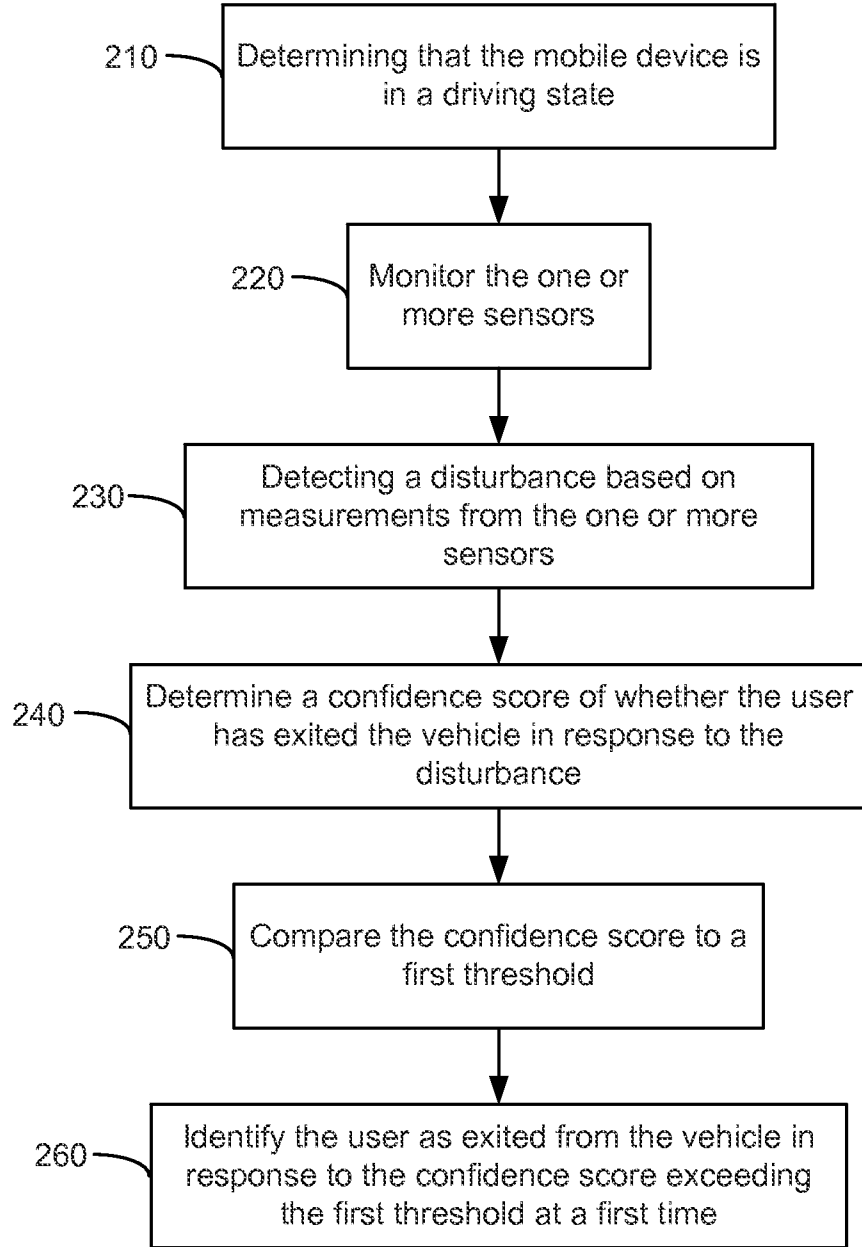 210
Determining that the mobile device is
in a driving state
220
Monitor the one or
more sensors
230
Detecting a disturbance based on
measurements from the one or more
sensors
240
Determine a confidence score of whether the user
has exited the vehicle in response to the
disturbance
250
Compare the confidence score to a
first threshold
260
Identify the user as exited from the vehicle in
response to the confidence score exceeding
the first threshold at a first time